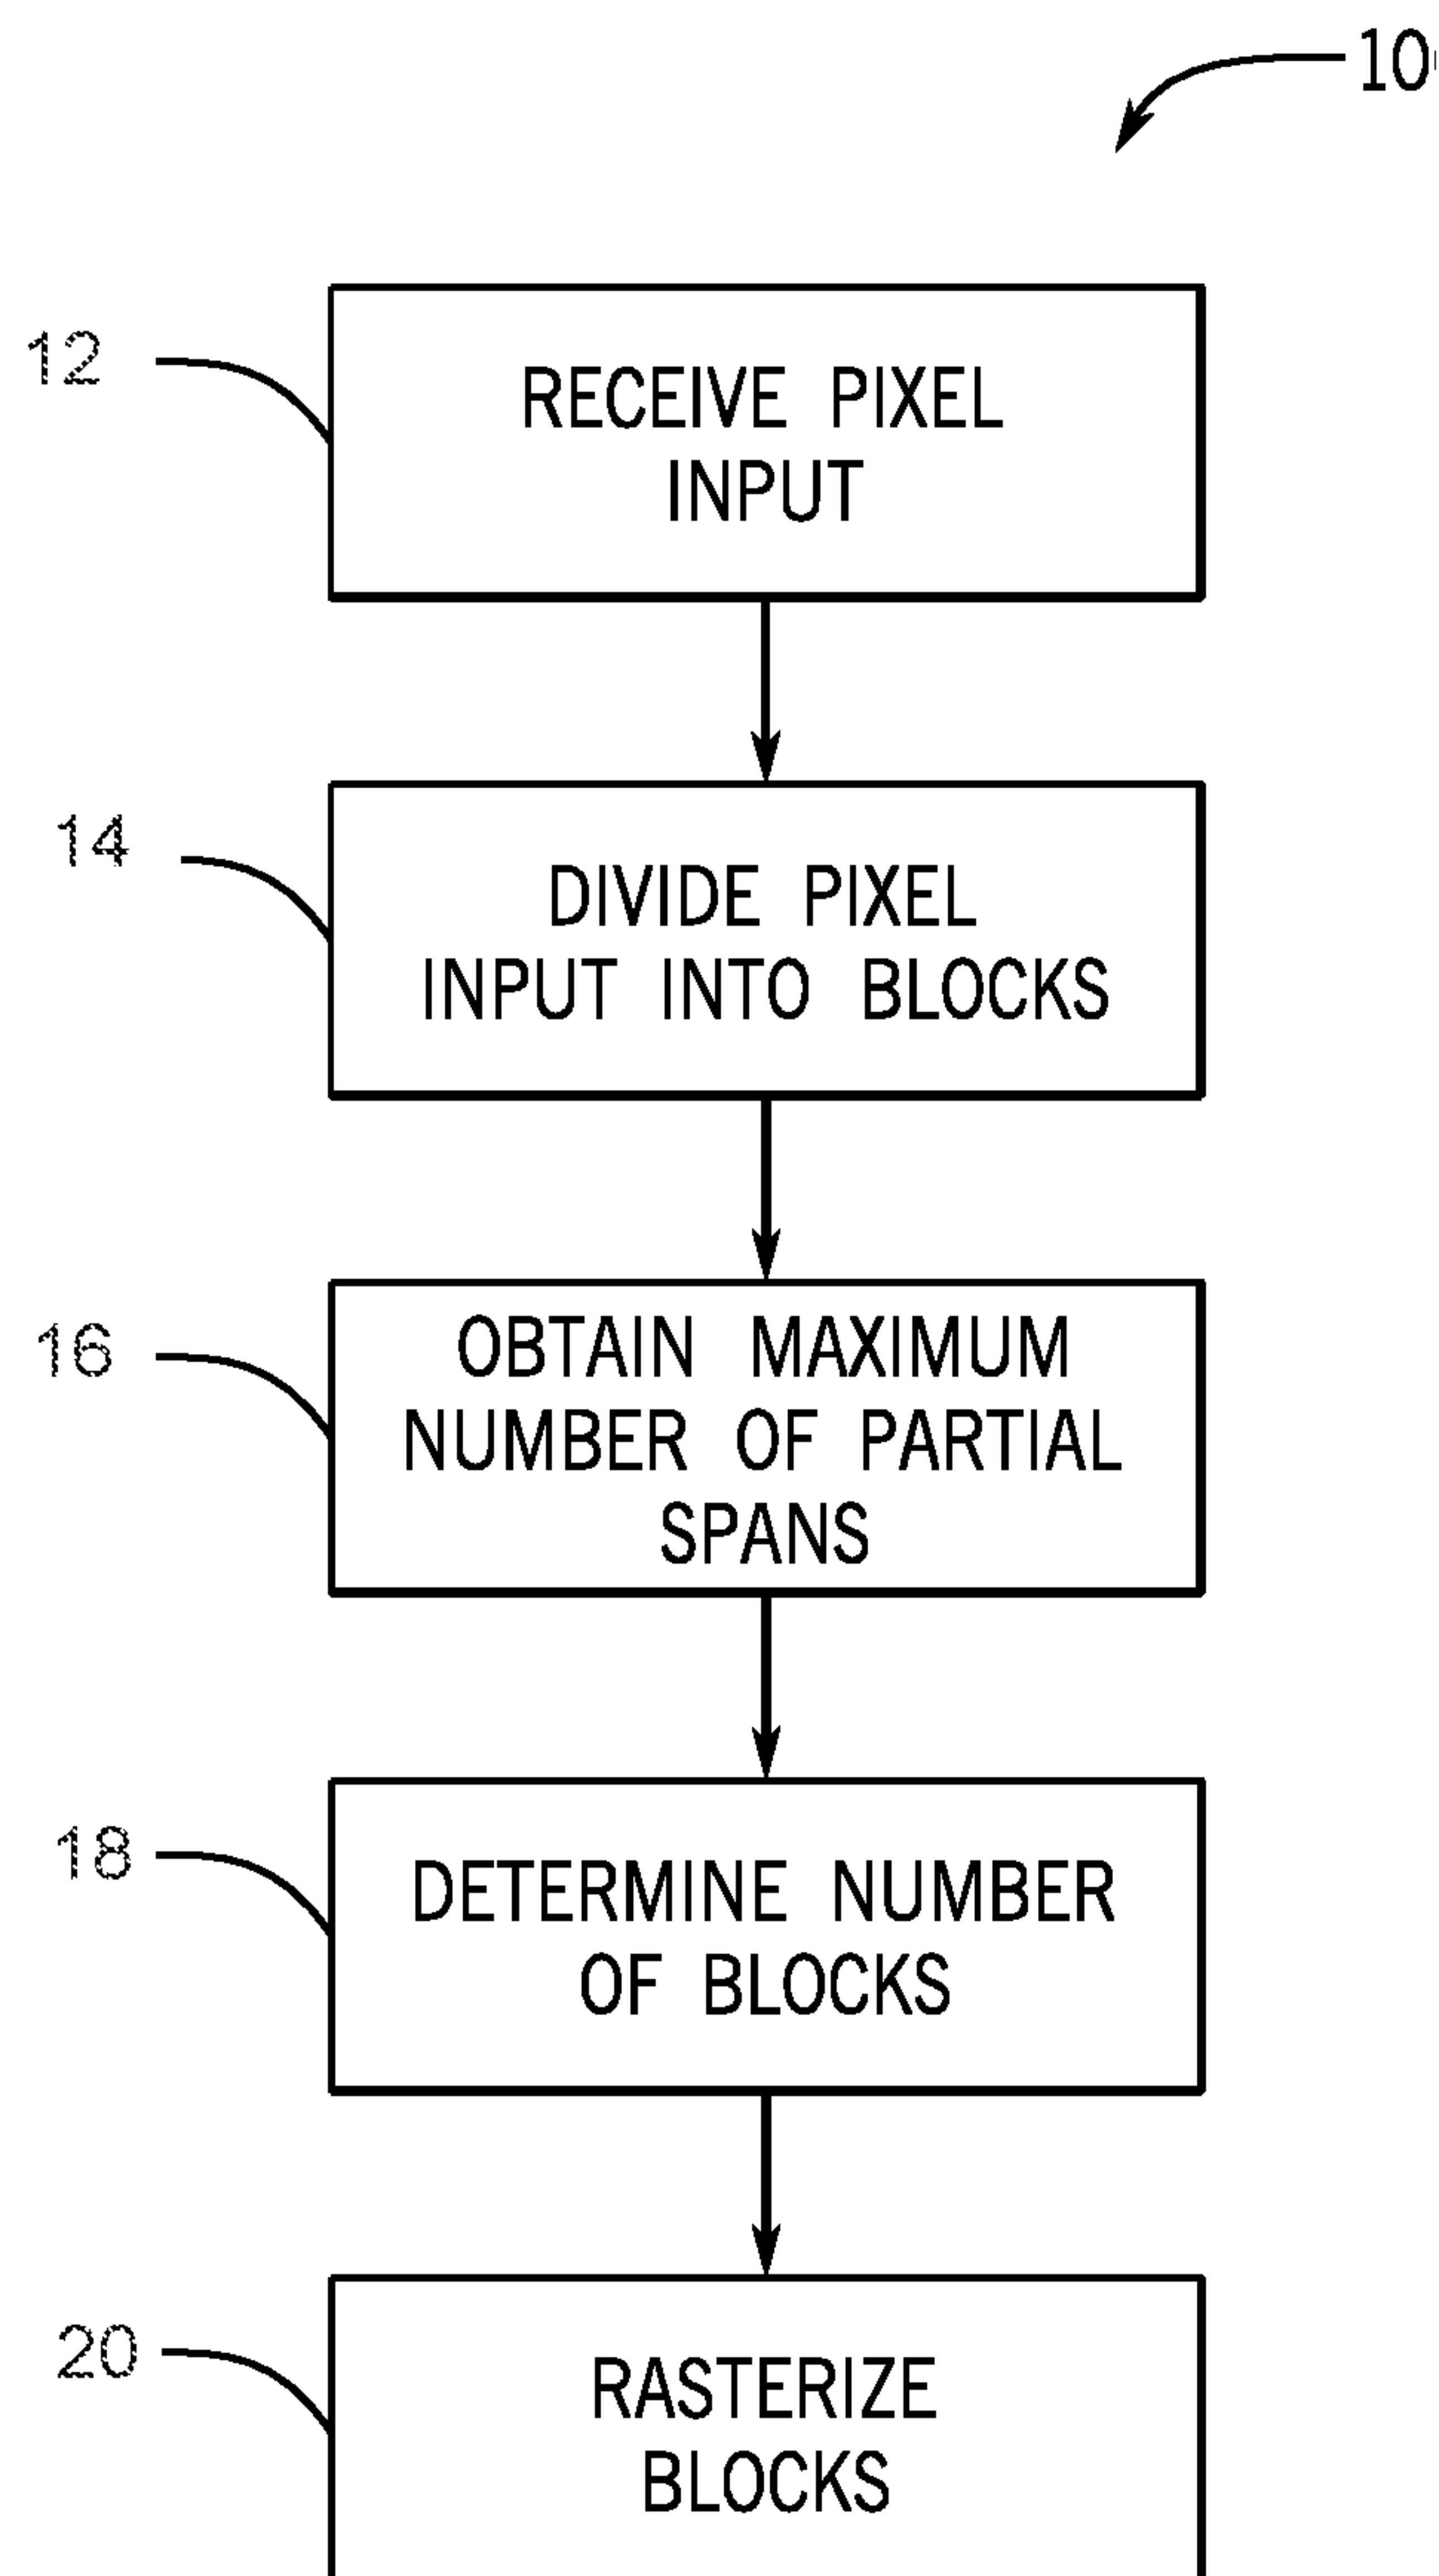 10
12
RECEIVE PIXEL
INPUT
14
DIVIDE PIXEL
INPUT INTO BLOCKS
16
OBTAIN MAXIMUM
NUMBER OF PARTIAL
SPANS
18
DETERMINE NUMBER
OF BLOCKS
20
RASTERIZE
BLOCKS